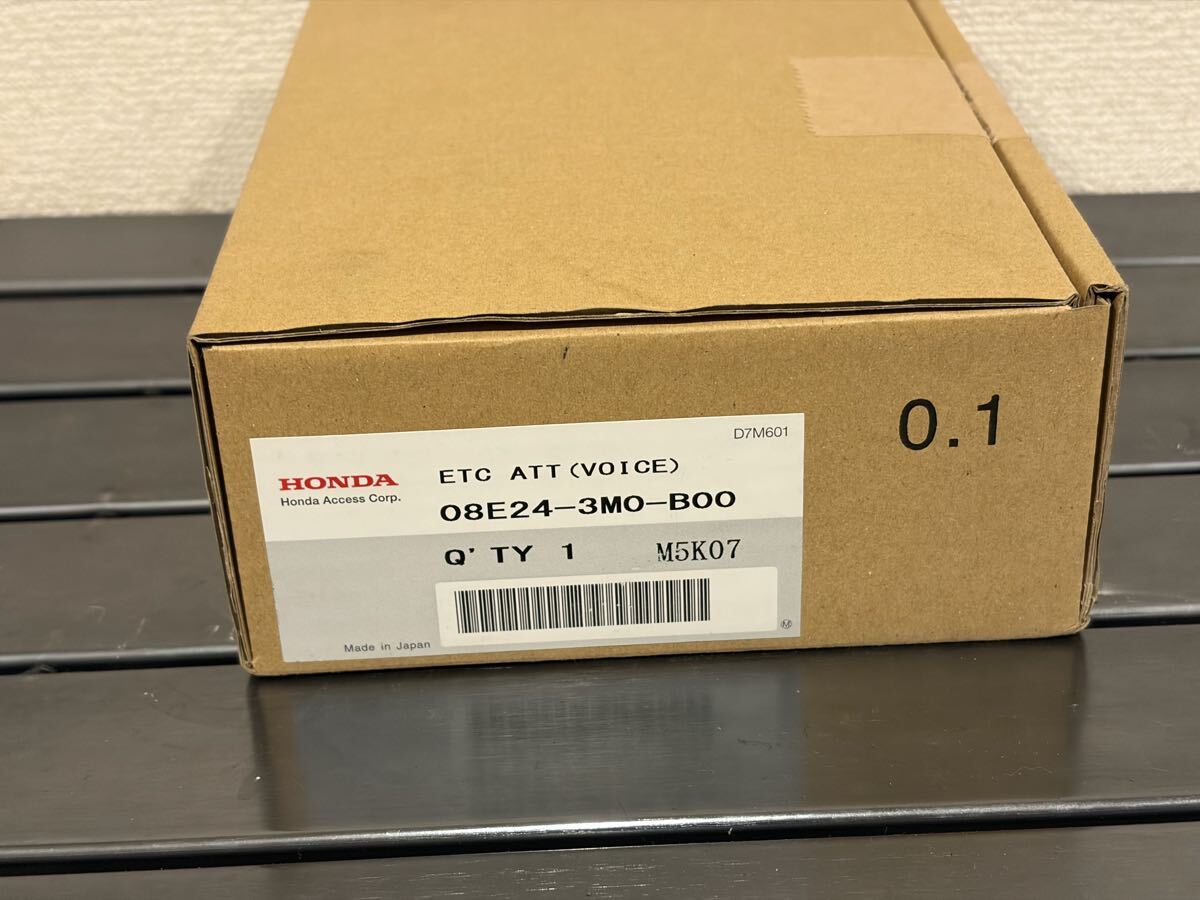 0.1
D7M601
HONDA
Honda Access Corp.
ETC ATT(VOICE)
08E24-3M0-B00
Q'TY 1 M5K07
Made in Japan
Ⓜ